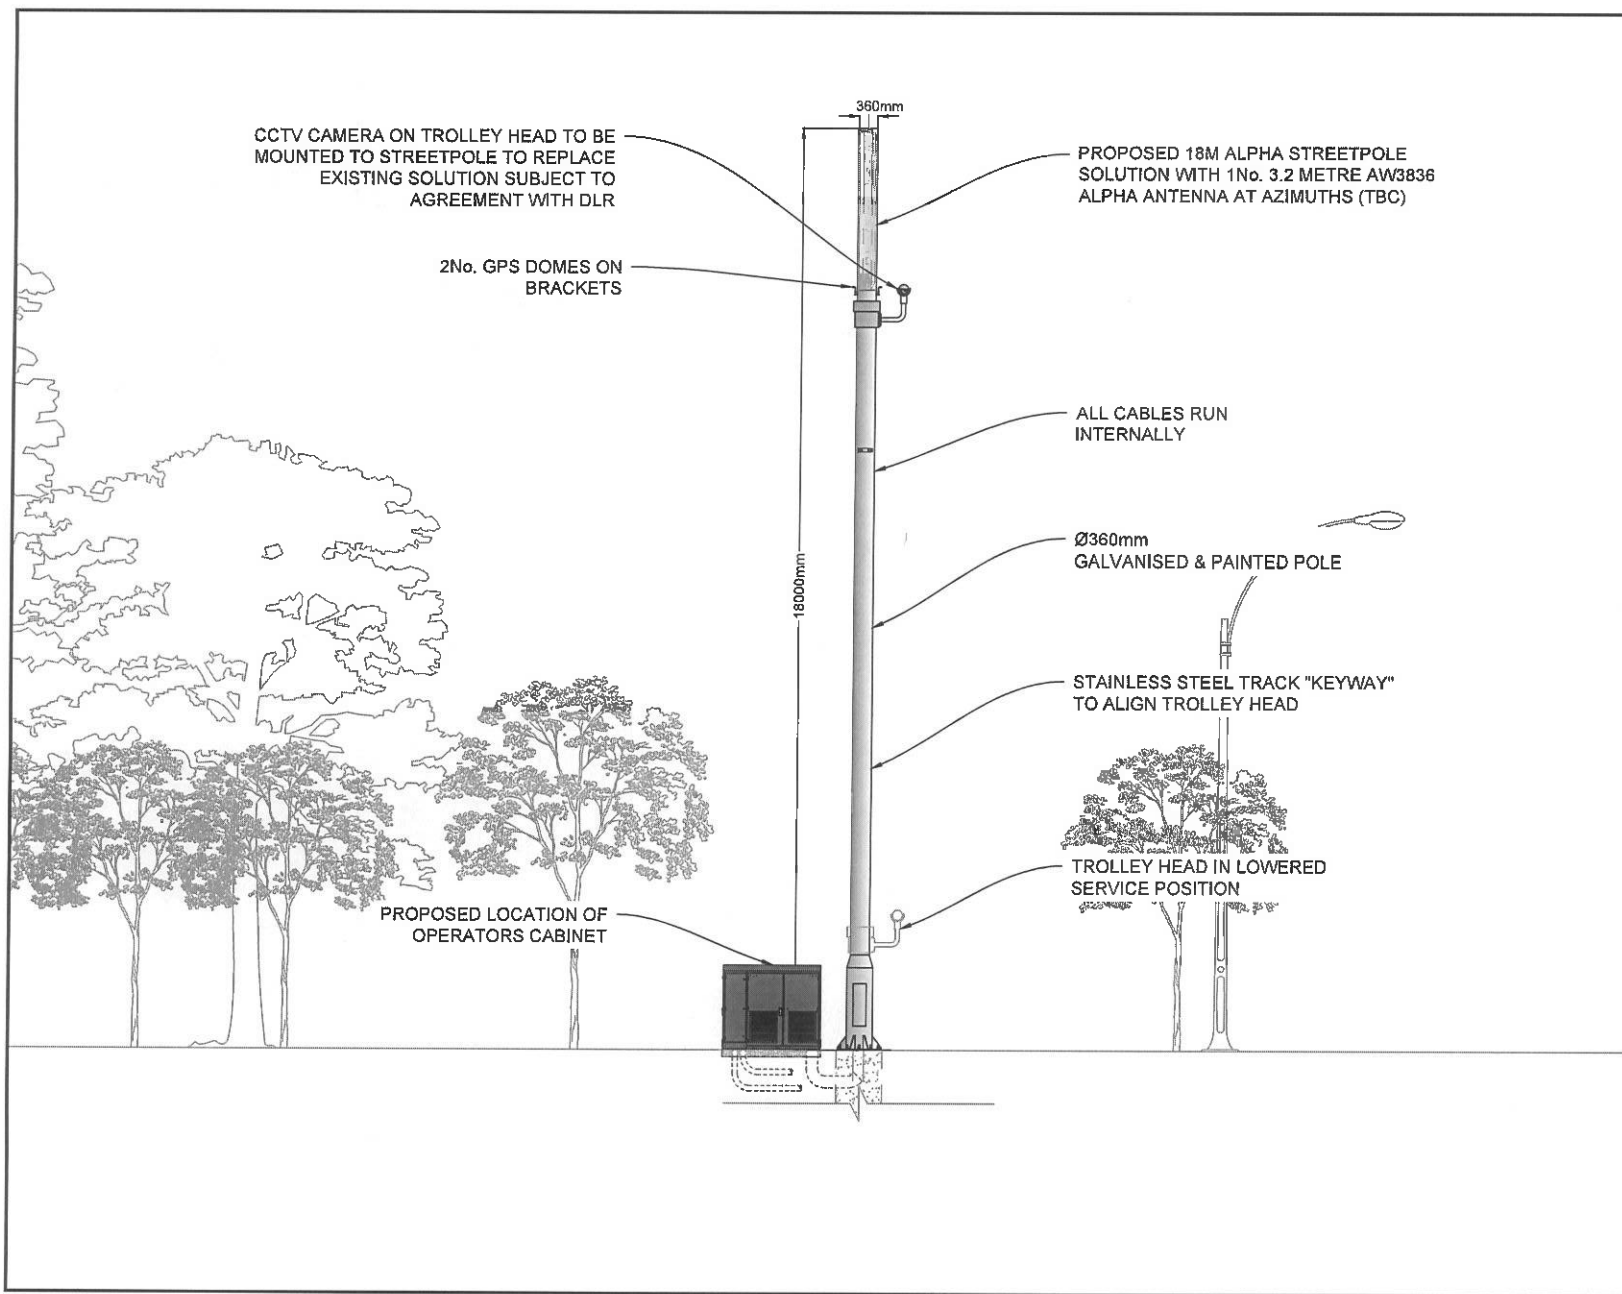 360mm
CCTV CAMERA ON TROLLEY HEAD TO BE
MOUNTED TO STREETPOLE TO REPLACE
EXISTING SOLUTION SUBJECT TO
AGREEMENT WITH DLR
PROPOSED 18M ALPHA STREETPOLE
SOLUTION WITH 1No. 3.2 METRE AW3836
ALPHA ANTENNA AT AZIMUTHS (TBC)
2No. GPS DOMES ON
BRACKETS
ALL CABLES RUN
INTERNALLY
18000mm
Ø360mm
GALVANISED & PAINTED POLE
STAINLESS STEEL TRACK "KEYWAY"
TO ALIGN TROLLEY HEAD
TROLLEY HEAD IN LOWERED
SERVICE POSITION
PROPOSED LOCATION OF
OPERATORS CABINET